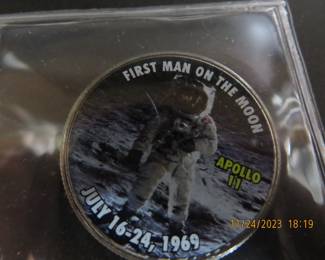 FIRST MAN ON THE MOON
APOLLO
11
JULY 16-24, 1969
11/24/2023 18:19